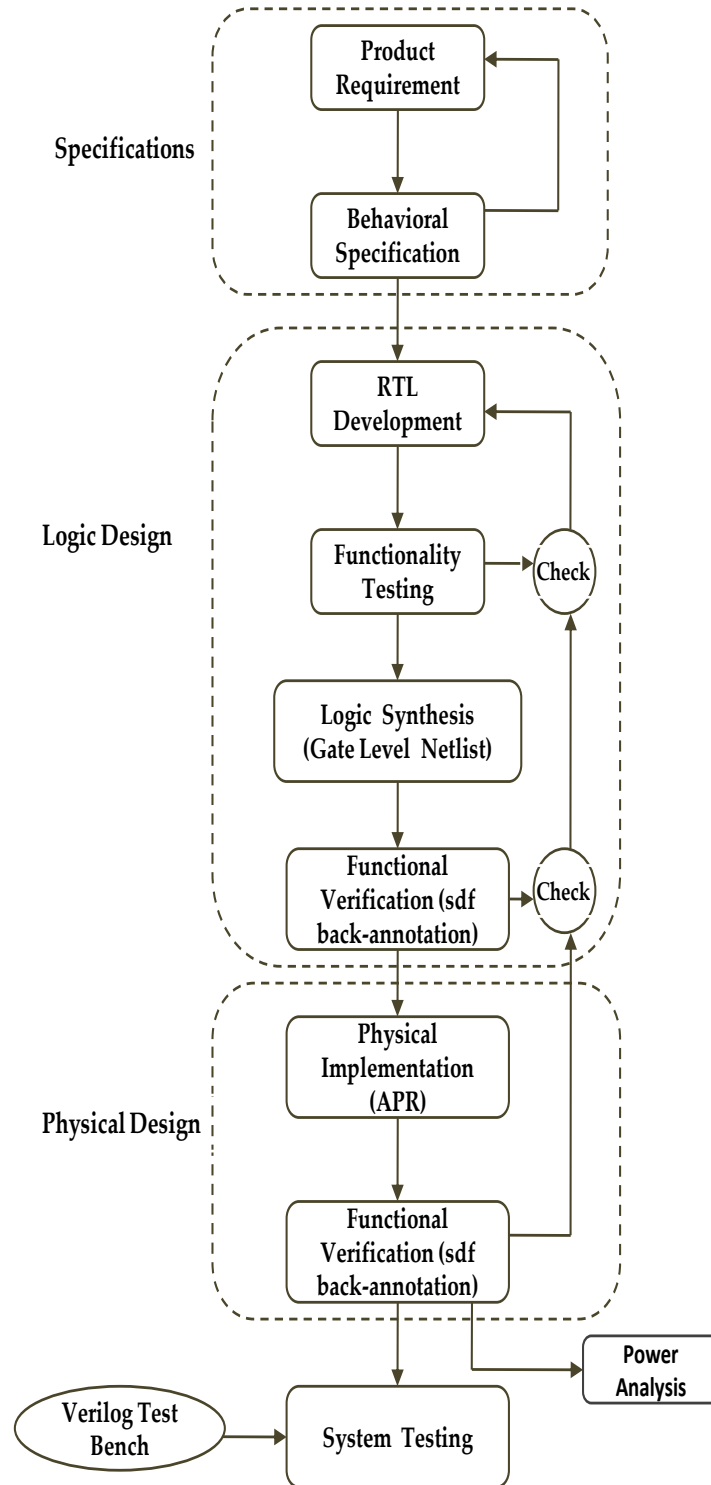 Product
Requirement
Specifications
Behavioral
Specification
RTL
Development
Logic Design
Functionality
Testing
Check
Logic Synthesis
(Gate Level Netlist)
Functional
Verification (sdf
back-annotation)
Check
Physical
Implementation
(APR)
Physical Design
Functional
Verification (sdf
back-annotation)
Power
Analysis
Verilog Test
Bench
System Testing